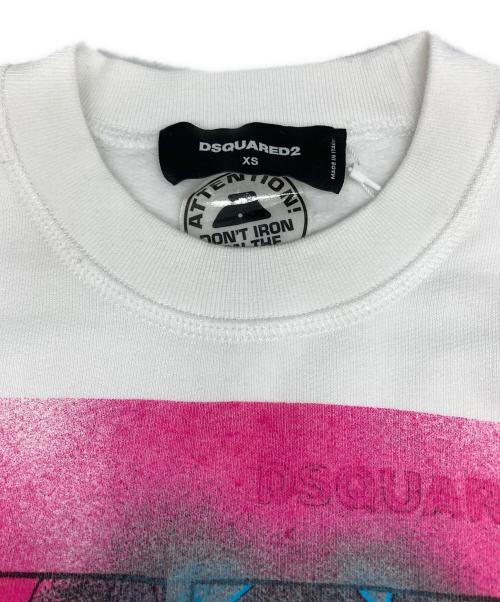 DSQUARED2
XS
MADE IN ITALY
ATTENTION!
DON'T IRON
ON THE
DSQUAR